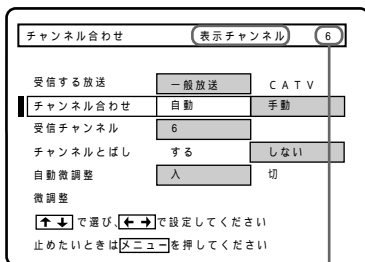 チャンネル合わせ 表示チャンネル 6
受信する放送 一般放送 CATV
チャンネル合わせ 自動 手動
受信チャンネル 6
チャンネルとばし する しない
自動微調整 入 切
微調整
↑↓で選び、←→で設定してください
止めたいときはメニューを押してください